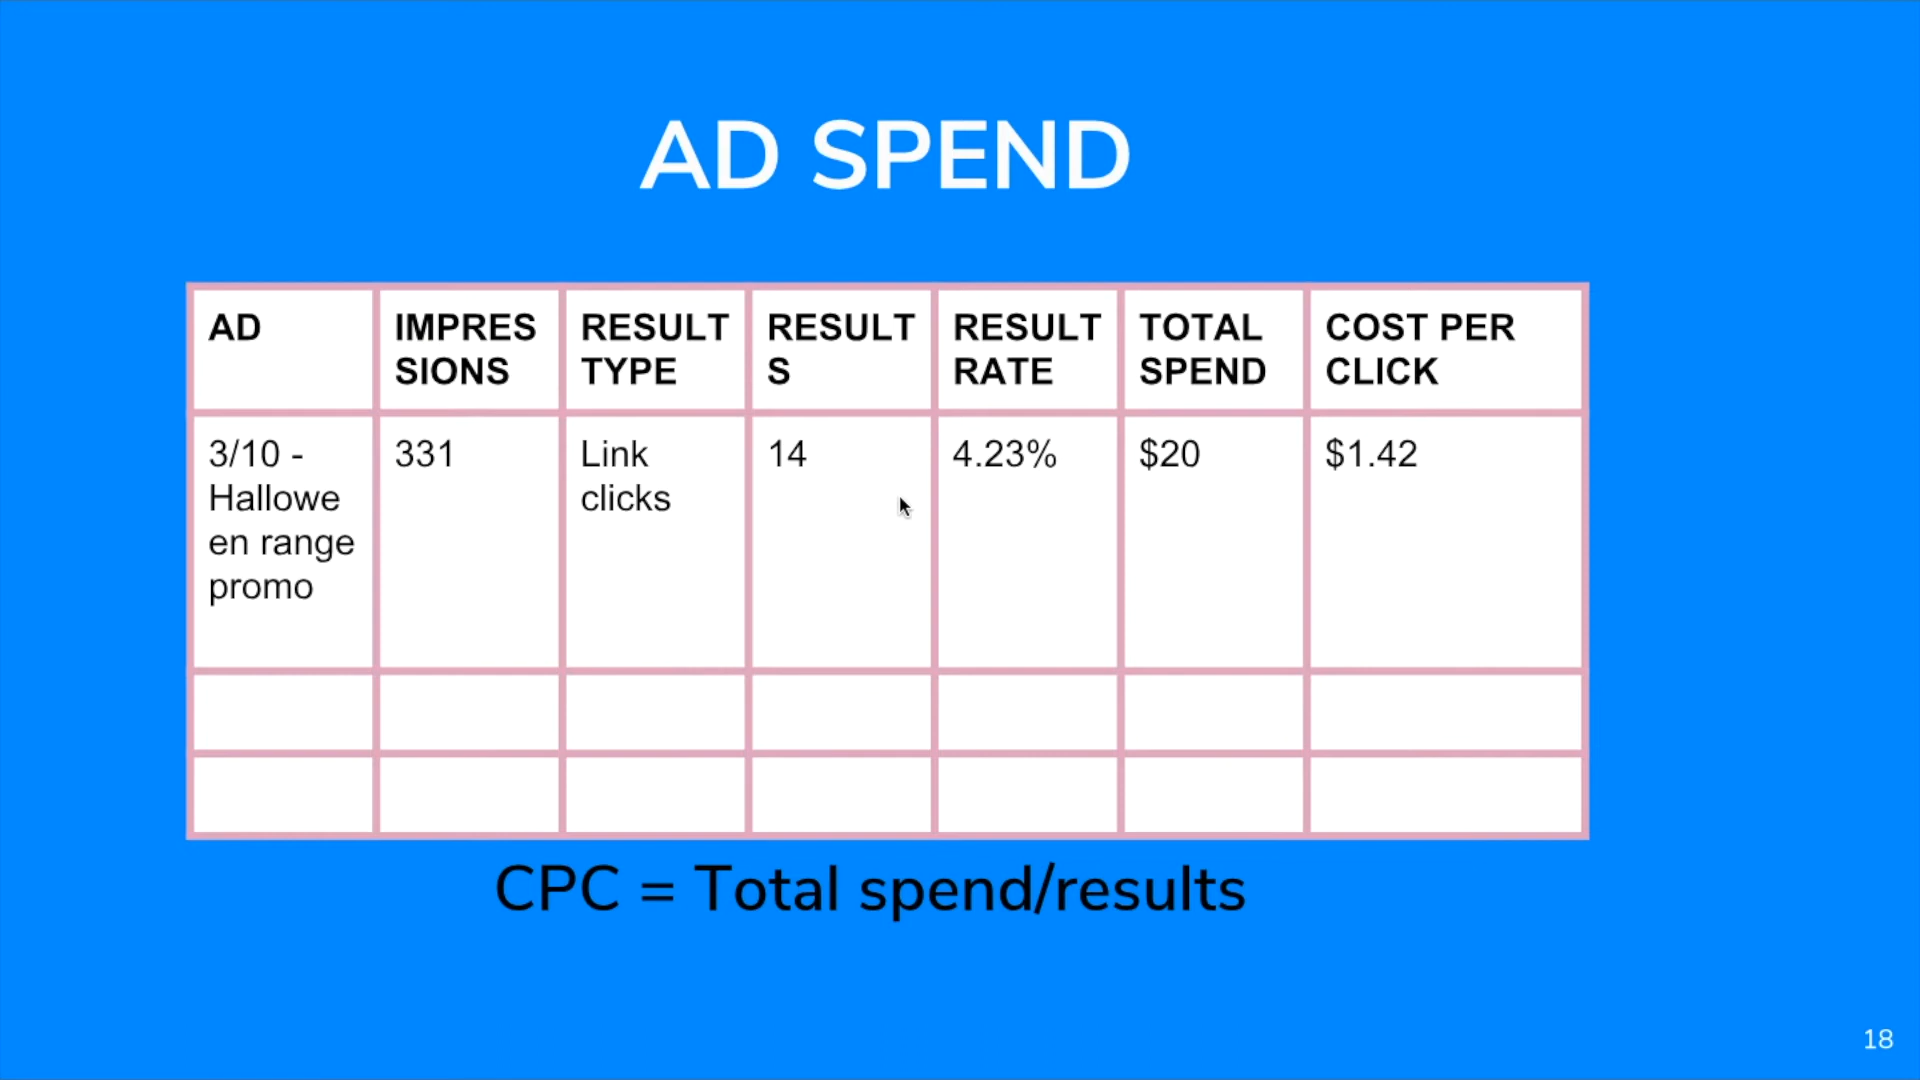 AD SPEND
AD
IMPRES
SIONS
RESULT
TYPE
RESULT
S
RESULT
RATE
TOTAL
SPEND
COST PER
CLICK
3/10 -
Hallowe
en range
promo
331
Link
clicks
14
4.23%
$20
$1.42
CPC = Total spend/results
18